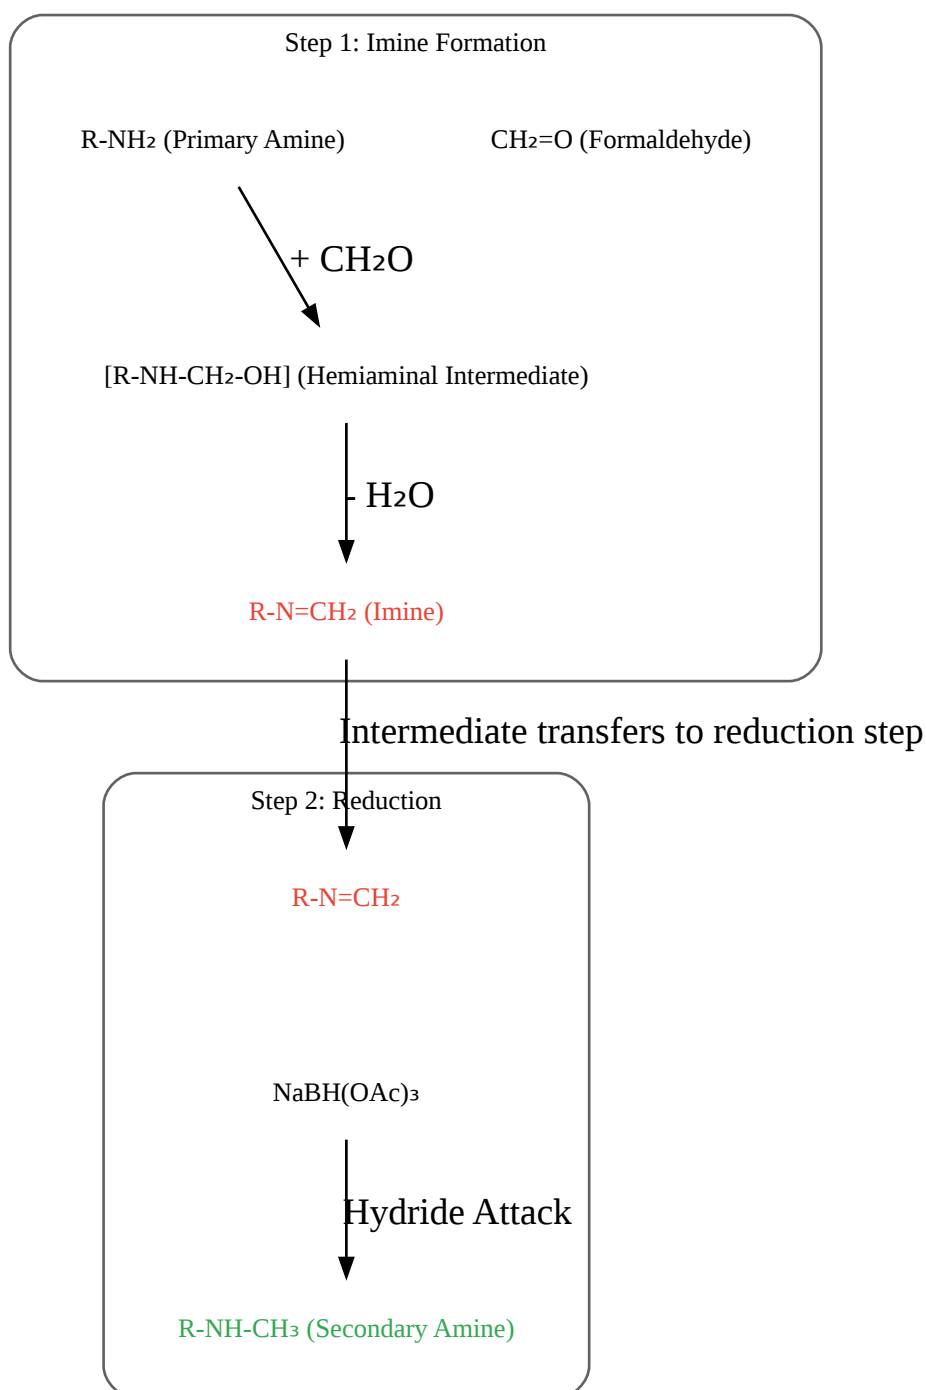 Step 1: Imine Formation
R-NH₂ (Primary Amine)
CH₂=O (Formaldehyde)
+ CH₂O
[R-NH-CH₂-OH] (Hemiaminal Intermediate)
- H₂O
R-N=CH₂ (Imine)
Intermediate transfers to reduction step
Step 2: Reduction
R-N=CH₂
NaBH(OAc)₃
Hydride Attack
R-NH-CH₃ (Secondary Amine)